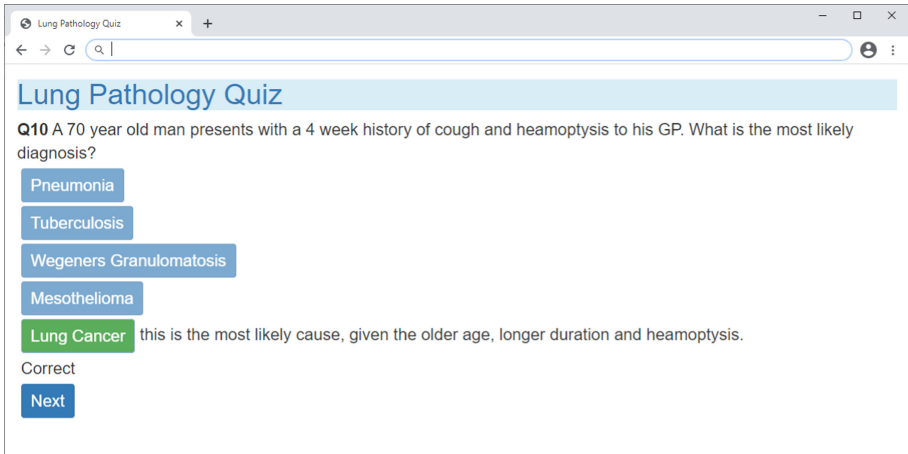 Lung Pathology Quiz
Lung Pathology Quiz
Q10 A 70 year old man presents with a 4 week history of cough and heamoptysis to his GP. What is the most likely
diagnosis?
Pneumonia
Tuberculosis
Wegeners Granulomatosis
Mesothelioma
Lung Cancer this is the most likely cause, given the older age, longer duration and heamoptysis.
Correct
Next